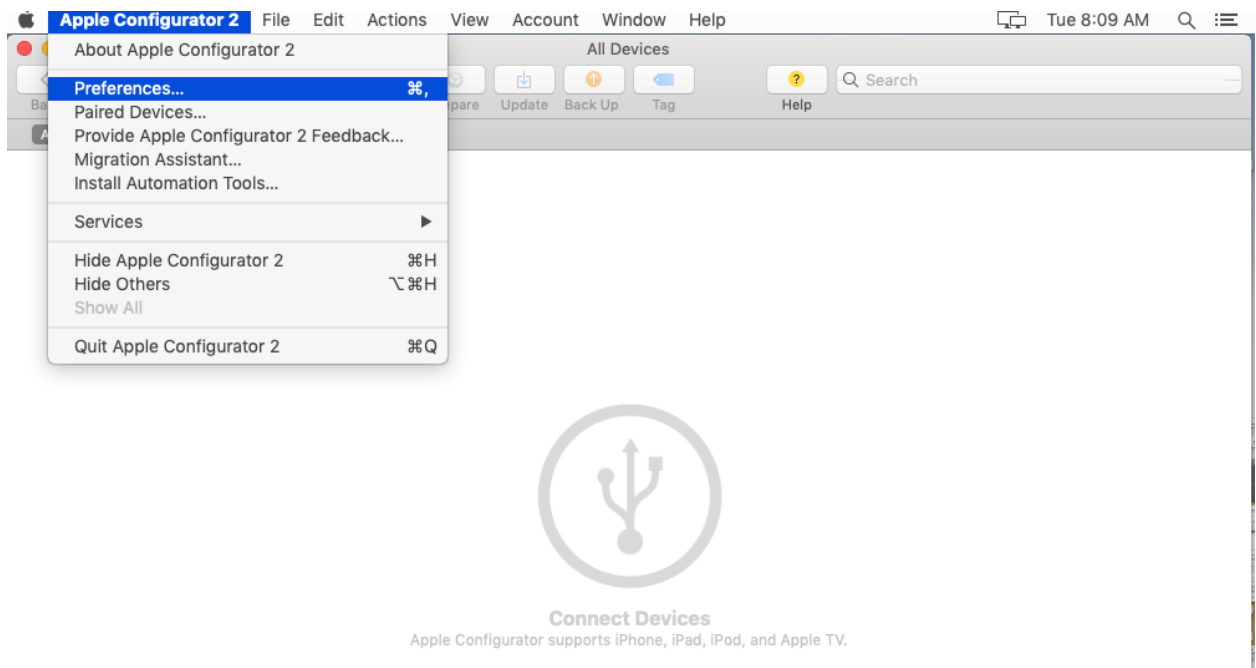 Apple Configurator 2 File Edit Actions View Account Window Help Tue 8:09 AM
About Apple Configurator 2
All Devices
Preferences... ⌘,
Search
Paired Devices...
Update Back Up Tag Help
Provide Apple Configurator 2 Feedback...
Migration Assistant...
Install Automation Tools...
Services
Hide Apple Configurator 2 ⌘H
Hide Others ⌥⌘H
Show All
Quit Apple Configurator 2 ⌘Q
Connect Devices
Apple Configurator supports iPhone, iPad, iPod, and Apple TV.